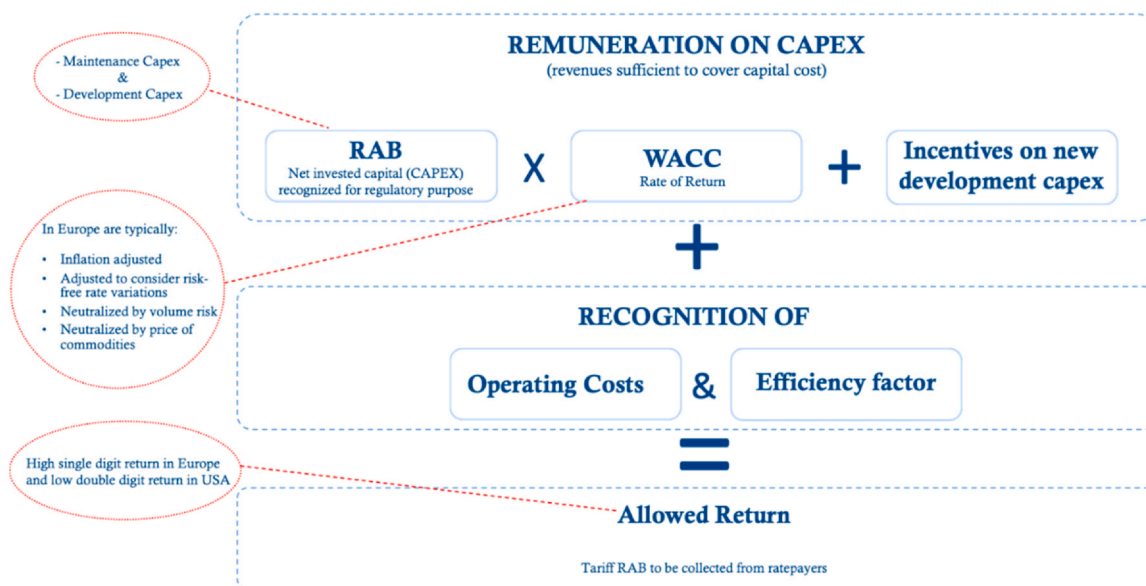 REMUNERATION ON CAPEX
(revenues sufficient to cover capital cost)
- Maintenance Capex
&
- Development Capex
RAB
Net invested capital (CAPEX)
recognized for regulatory purpose
X
WACC
Rate of Return
+
Incentives on new
development capex
+
In Europe are typically:
• Inflation adjusted
• Adjusted to consider risk-
free rate variations
• Neutralized by volume risk
• Neutralized by price of
commodities
RECOGNITION OF
Operating Costs
&
Efficiency factor
=
High single digit return in Europe
and low double digit return in USA
Allowed Return
Tariff RAB to be collected from ratepayers